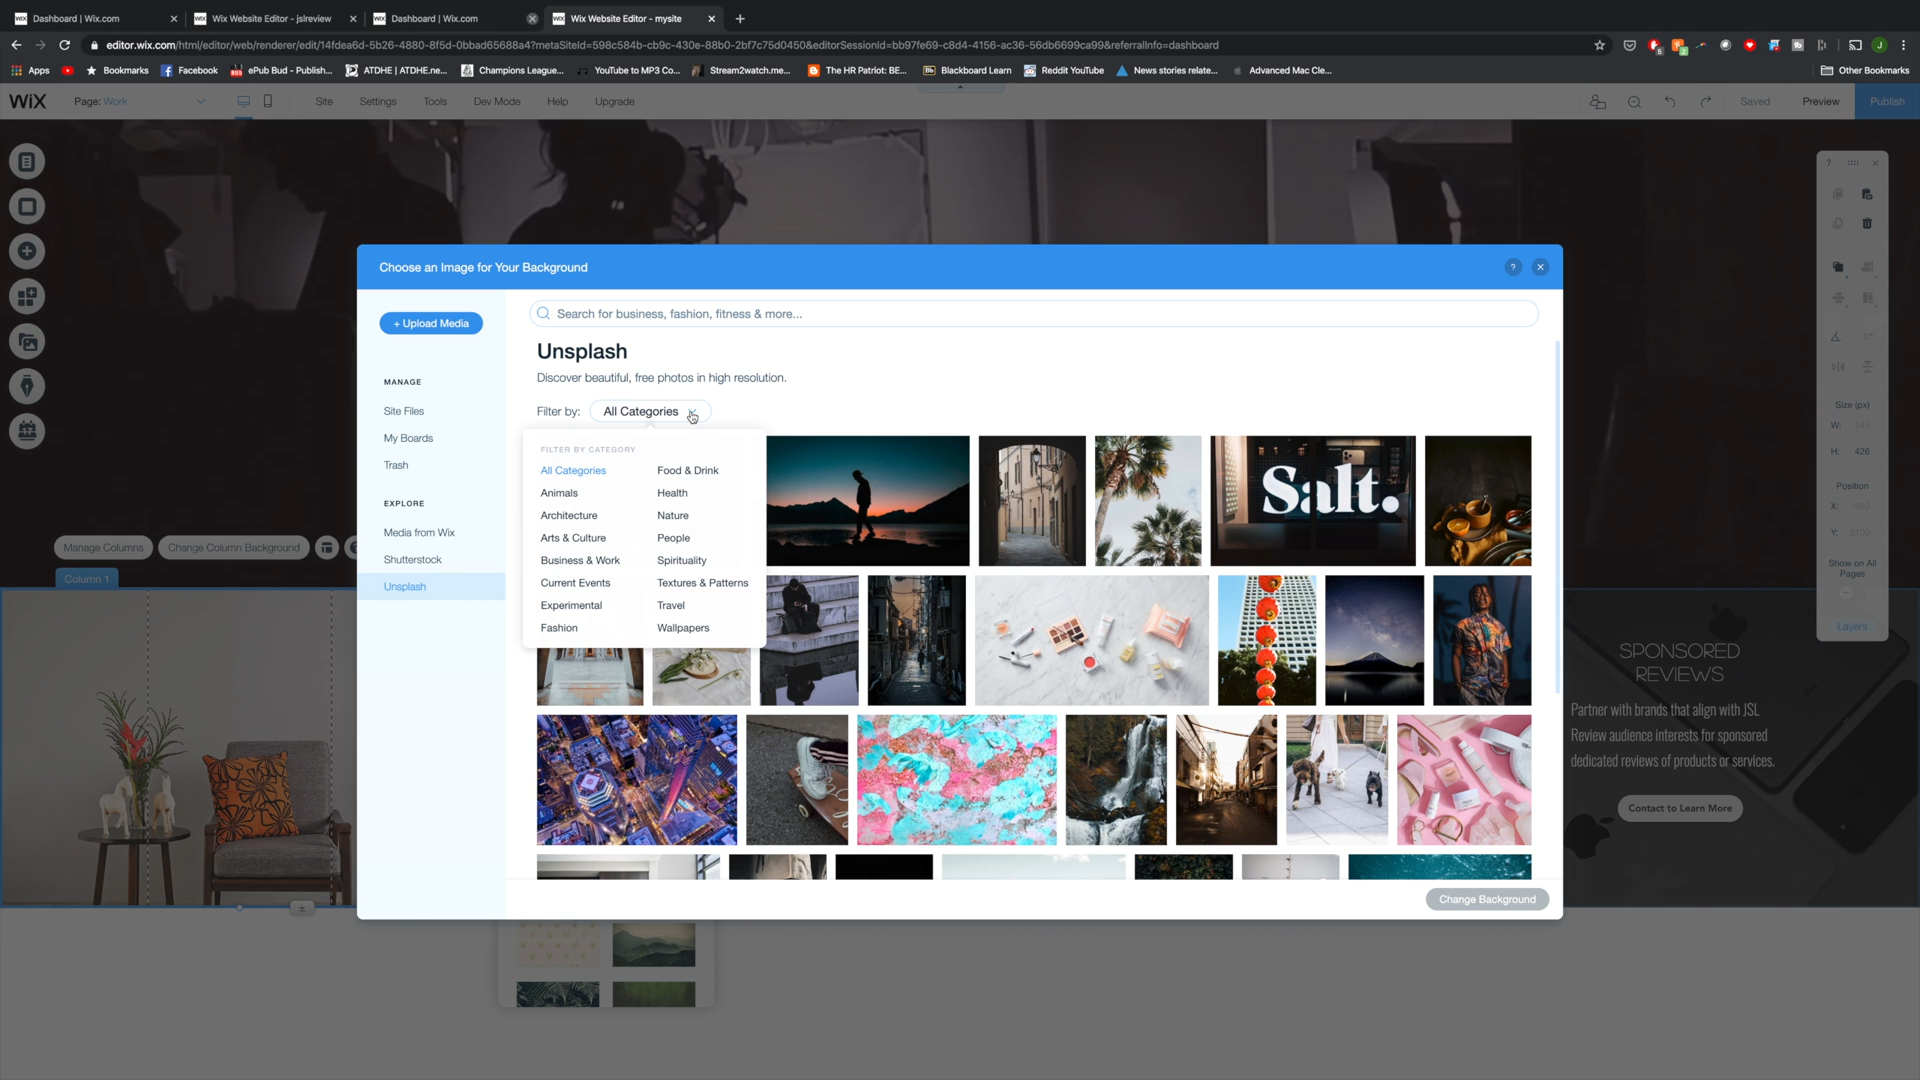 Dashboard | Wix.com
Wix Website Editor - jslreview
Dashboard | Wix.com
Wix Website Editor - mysite
editor.wix.com/html/editor/web/renderer/edit/14fdea6d-5b26-4880-8f5d-0bbad65688a4?metaSiteId=598c584b-cb9c-430e-88b0-2bf7c75d0450&editorSessionId=bb97fe69-c8d4-4156-ac36-56db6699ca99&referralInfo=dashboard
Apps
Bookmarks
Facebook
ePub Bud - Publish...
ATDHE | ATDHE.ne...
Champions League...
YouTube to MP3 Co...
Stream2watch.me...
The HR Patriot: BE...
Blackboard Learn
Reddit YouTube
News stories relate...
Advanced Mac Cle...
Other Bookmarks
WiX
Page: Work
Site
Settings
Tools
Dev Mode
Help
Upgrade
Saved
Preview
Publish
Choose an Image for Your Background
?
+ Upload Media
Search for business, fashion, fitness & more...
Unsplash
Discover beautiful, free photos in high resolution.
MANAGE
Site Files
My Boards
Trash
EXPLORE
Media from Wix
Shutterstock
Unsplash
Filter by:
All Categories
FILTER BY CATEGORY
All Categories
Food & Drink
Animals
Health
Architecture
Nature
Arts & Culture
People
Business & Work
Spirituality
Current Events
Textures & Patterns
Experimental
Travel
Fashion
Wallpapers
Salt.
Change Background
Manage Columns
Change Column Background
Column 1
?
Size (px)
W: 245
H: 426
Position
X: -593
Y: 2100
Show on All
Pages
Layers
SPONSORED
REVIEWS
Partner with brands that align with JSL
Review audience interests for sponsored
dedicated reviews of products or services.
Contact to Learn More